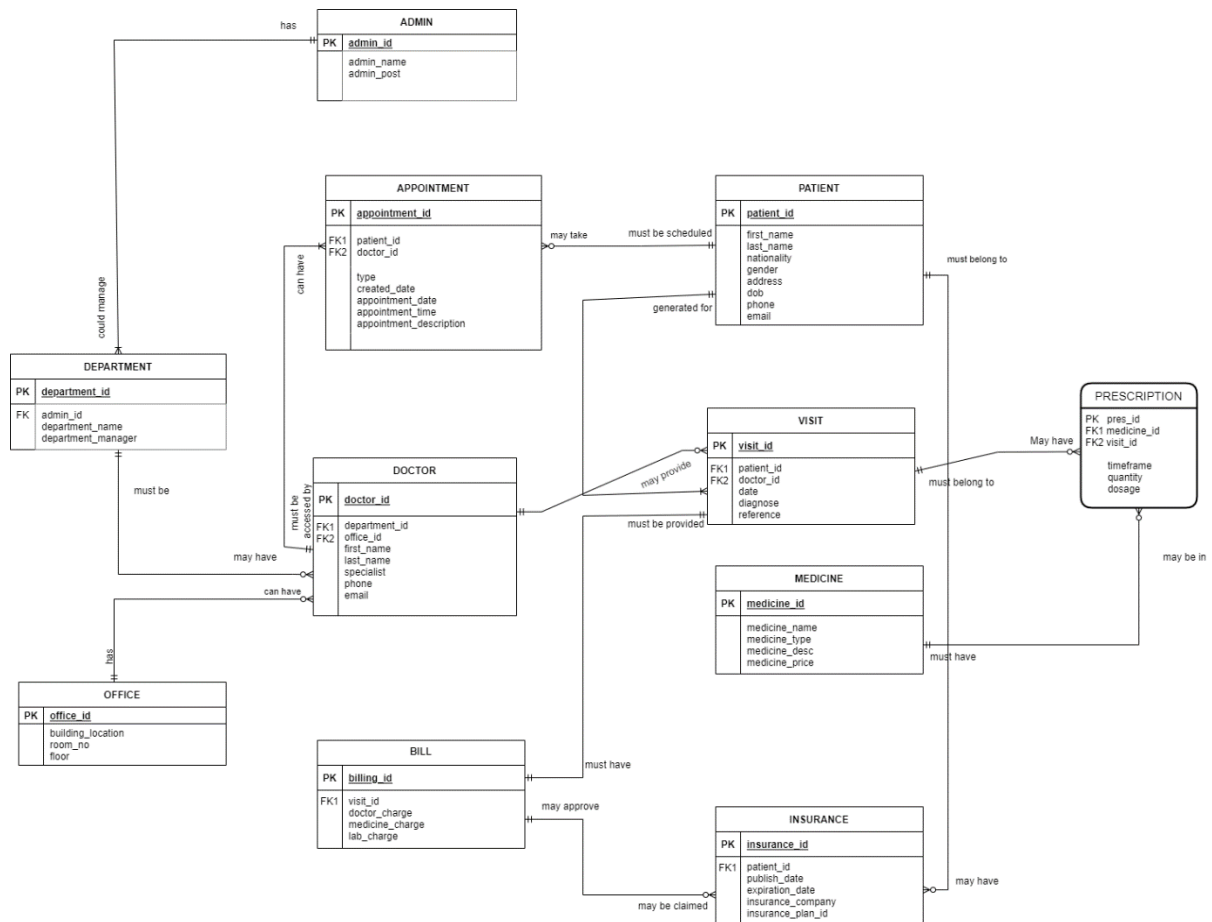 has
ADMIN
PK admin_id
admin_name
admin_post
APPOINTMENT
PK appointment_id
FK1 patient_id
FK2 doctor_id
type
created_date
appointment_date
appointment_time
appointment_description
PATIENT
PK patient_id
first_name
last_name
nationality
gender
address
dob
phone
email
may take
must be scheduled
generated for
must belong to
can have
could manage
DEPARTMENT
PK department_id
FK admin_id
department_name
department_manager
must be
may have
can have
has
must be
accessed by
DOCTOR
PK doctor_id
FK1 department_id
FK2 office_id
first_name
last_name
specialist
phone
email
may provide
VISIT
PK visit_id
FK1 patient_id
FK2 doctor_id
date
diagnose
reference
must be provided
must belong to
May have
PRESCRIPTION
PK pres_id
FK1 medicine_id
FK2 visit_id
timeframe
quantity
dosage
may be in
MEDICINE
PK medicine_id
medicine_name
medicine_type
medicine_desc
medicine_price
must have
OFFICE
PK office_id
building_location
room_no
floor
BILL
PK billing_id
FK1 visit_id
doctor_charge
medicine_charge
lab_charge
must have
may approve
may be claimed
INSURANCE
PK insurance_id
FK1 patient_id
publish_date
expiration_date
insurance_company
insurance_plan_id
may have